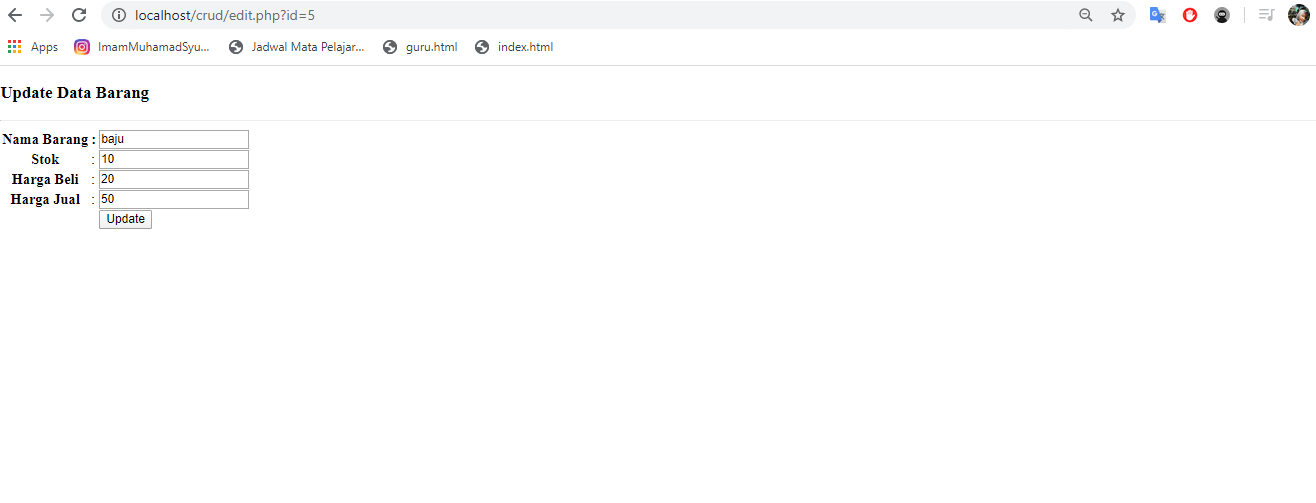 localhost/crud/edit.php?id=5
Apps ImamMuhamadSyu... Jadwal Mata Pelajar... guru.html index.html
Update Data Barang
Nama Barang : baju
Stok : 10
Harga Beli : 20
Harga Jual : 50
Update